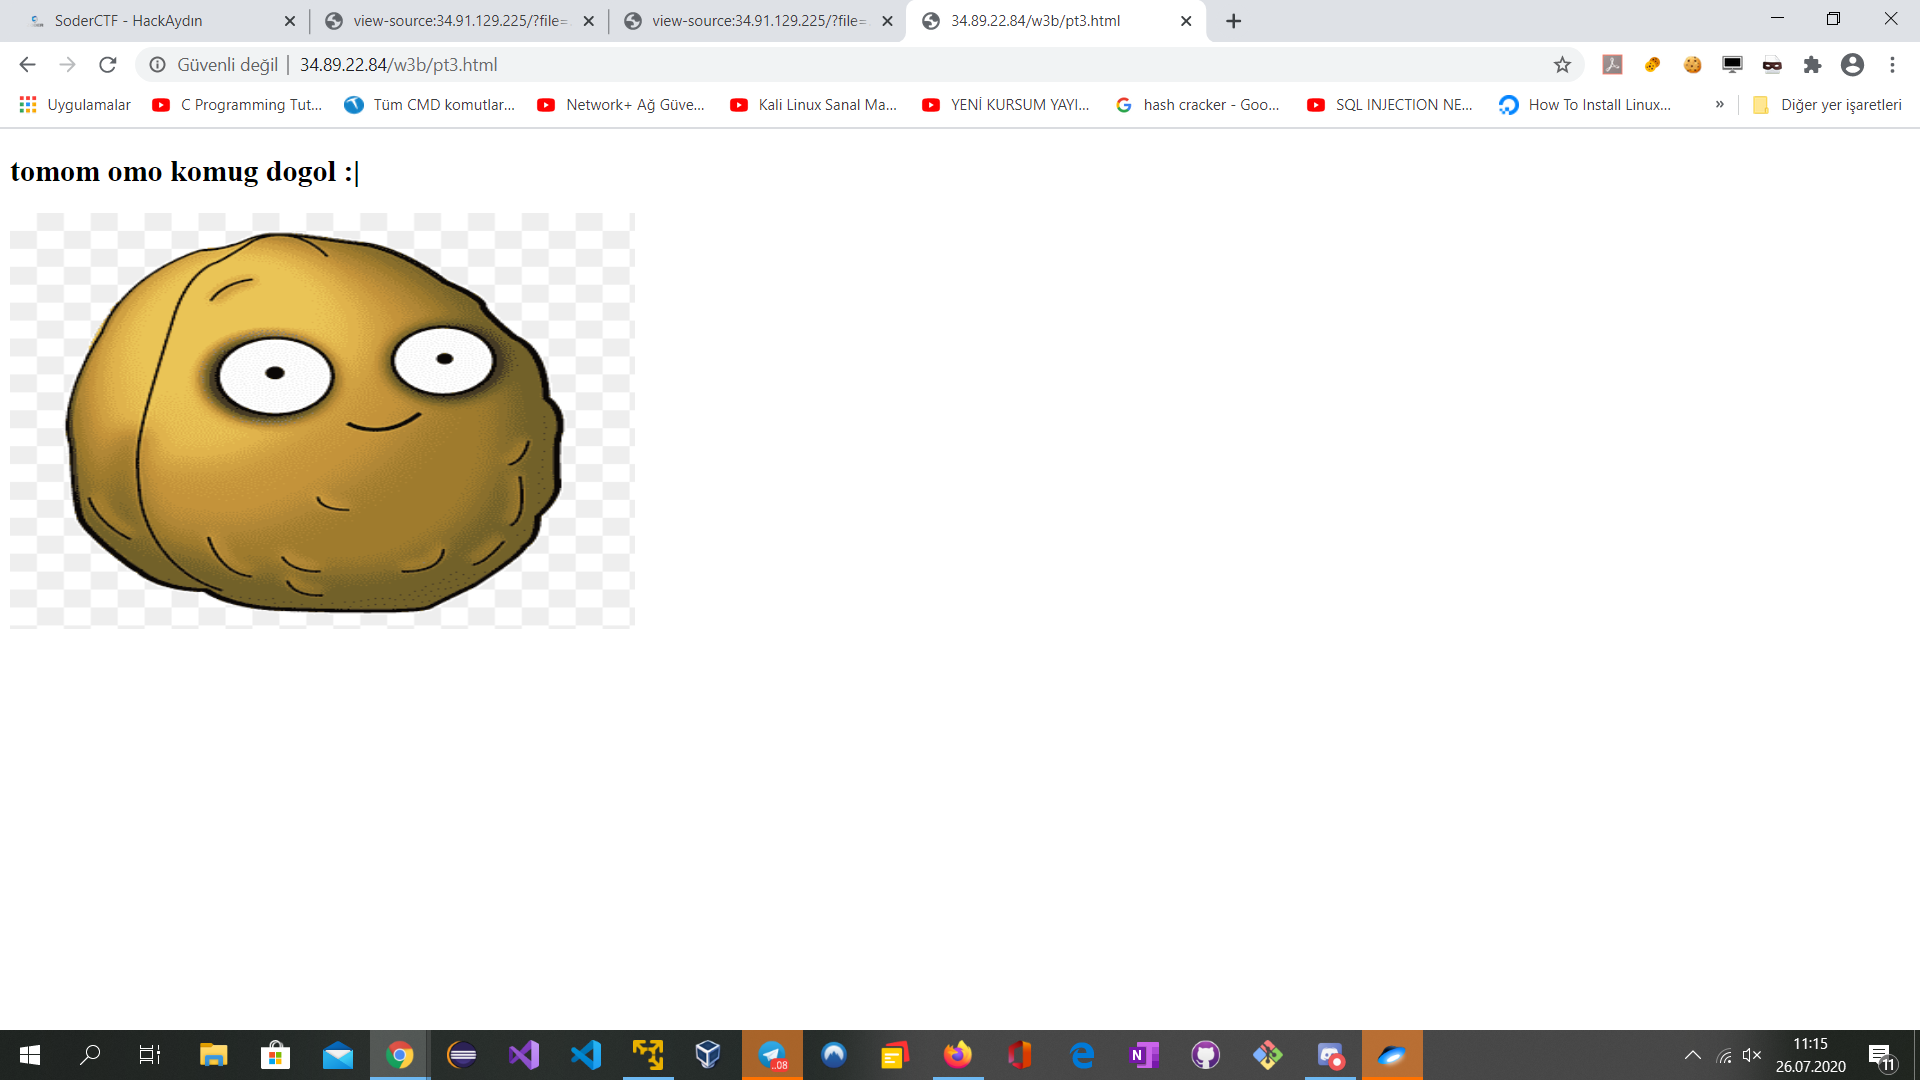 SoderCTF - HackAydın
view-source:34.91.129.225/?file=
view-source:34.91.129.225/?file=
34.89.22.84/w3b/pt3.html
Güvenli değil
34.89.22.84/w3b/pt3.html
Uygulamalar
C Programming Tut...
Tüm CMD komutlar...
Network+ Ağ Güve...
Kali Linux Sanal Ma...
YENİ KURSUM YAYI...
hash cracker - Goo...
SQL INJECTION NE...
How To Install Linux...
»
Diğer yer işaretleri
tomom omo komug dogol :|
..08
N
11:15
26.07.2020
11